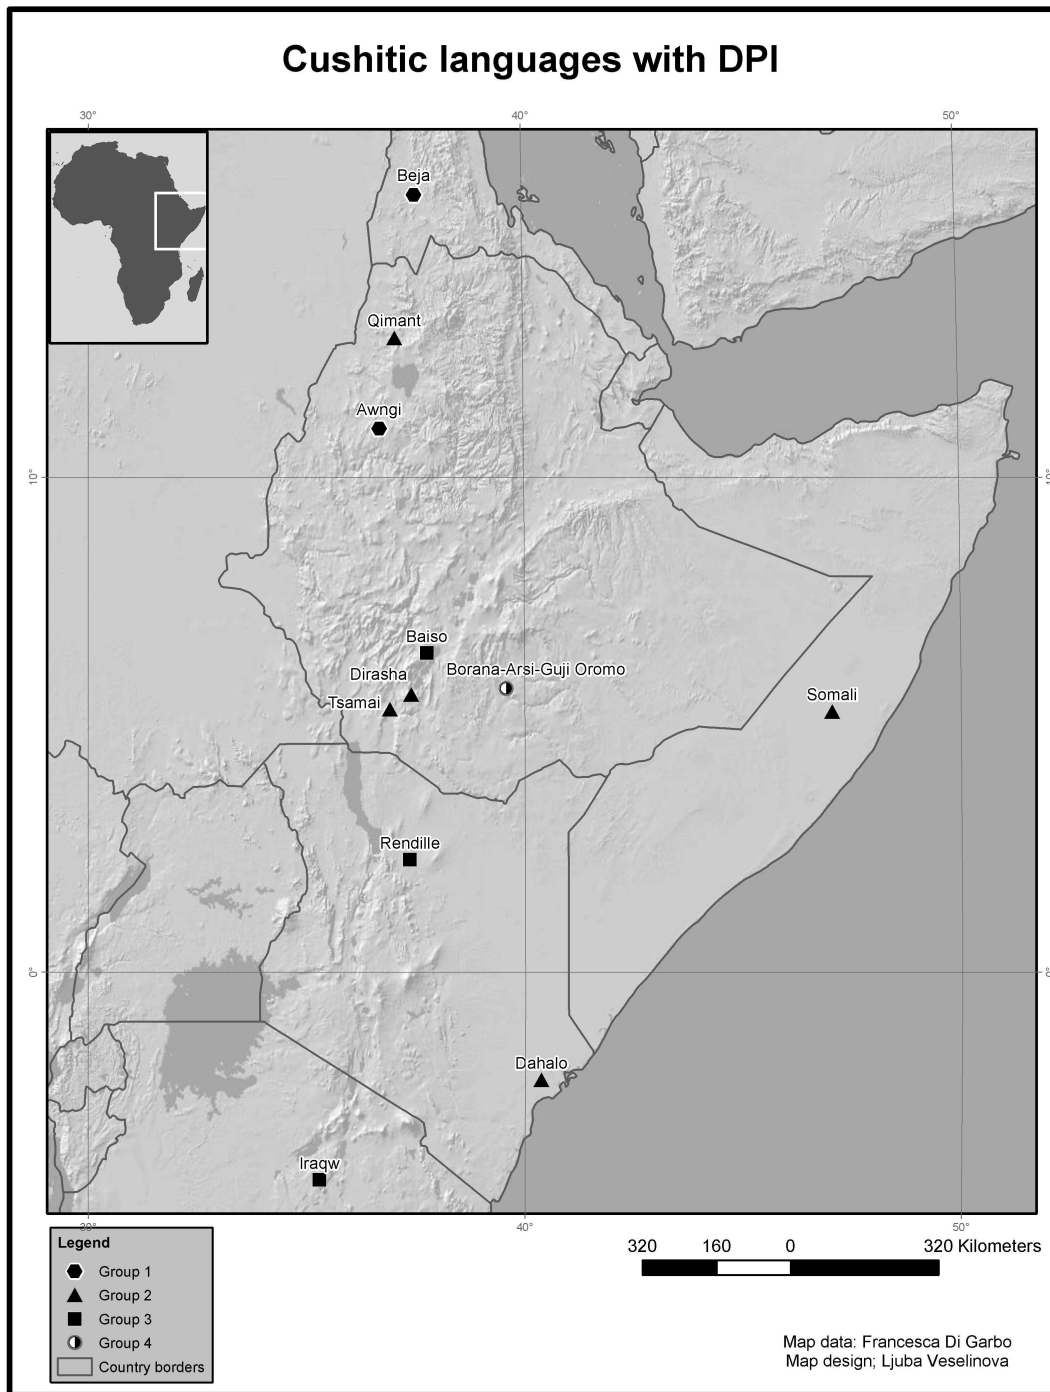 Cushitic languages with DPI
30°
40°
50°
Beja
Qimant
Awngi
10°
Baiso
Dirasha
Borana-Arsi-Guji Oromo
Tsamai
Somali
Rendille
0°
Dahalo
Iraqw
30°
40°
50°
Legend
Group 1
Group 2
Group 3
Group 4
Country borders
320 160 0 320 Kilometers
Map data: Francesca Di Garbo
Map design; Ljuba Veselinova